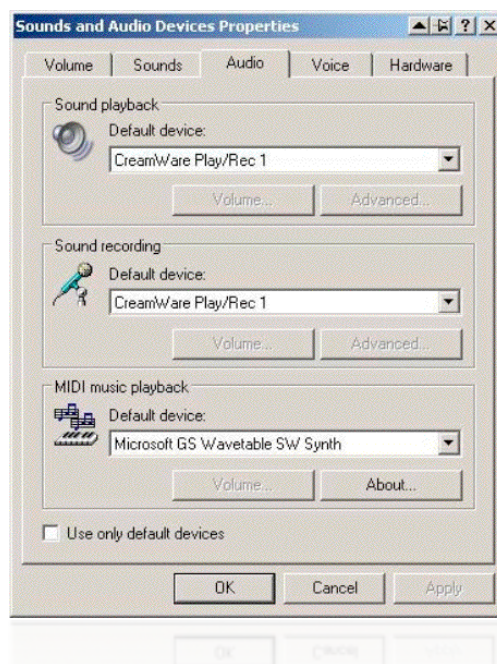 Sounds and Audio Devices Properties
Volume Sounds Audio Voice Hardware
Sound playback
Default device:
CreamWare Play/Rec 1
Volume... Advanced...
Sound recording
Default device:
CreamWare Play/Rec 1
Volume... Advanced...
MIDI music playback
Default device:
Microsoft GS Wavetable SW Synth
Volume... About...
Use only default devices
OK Cancel Apply